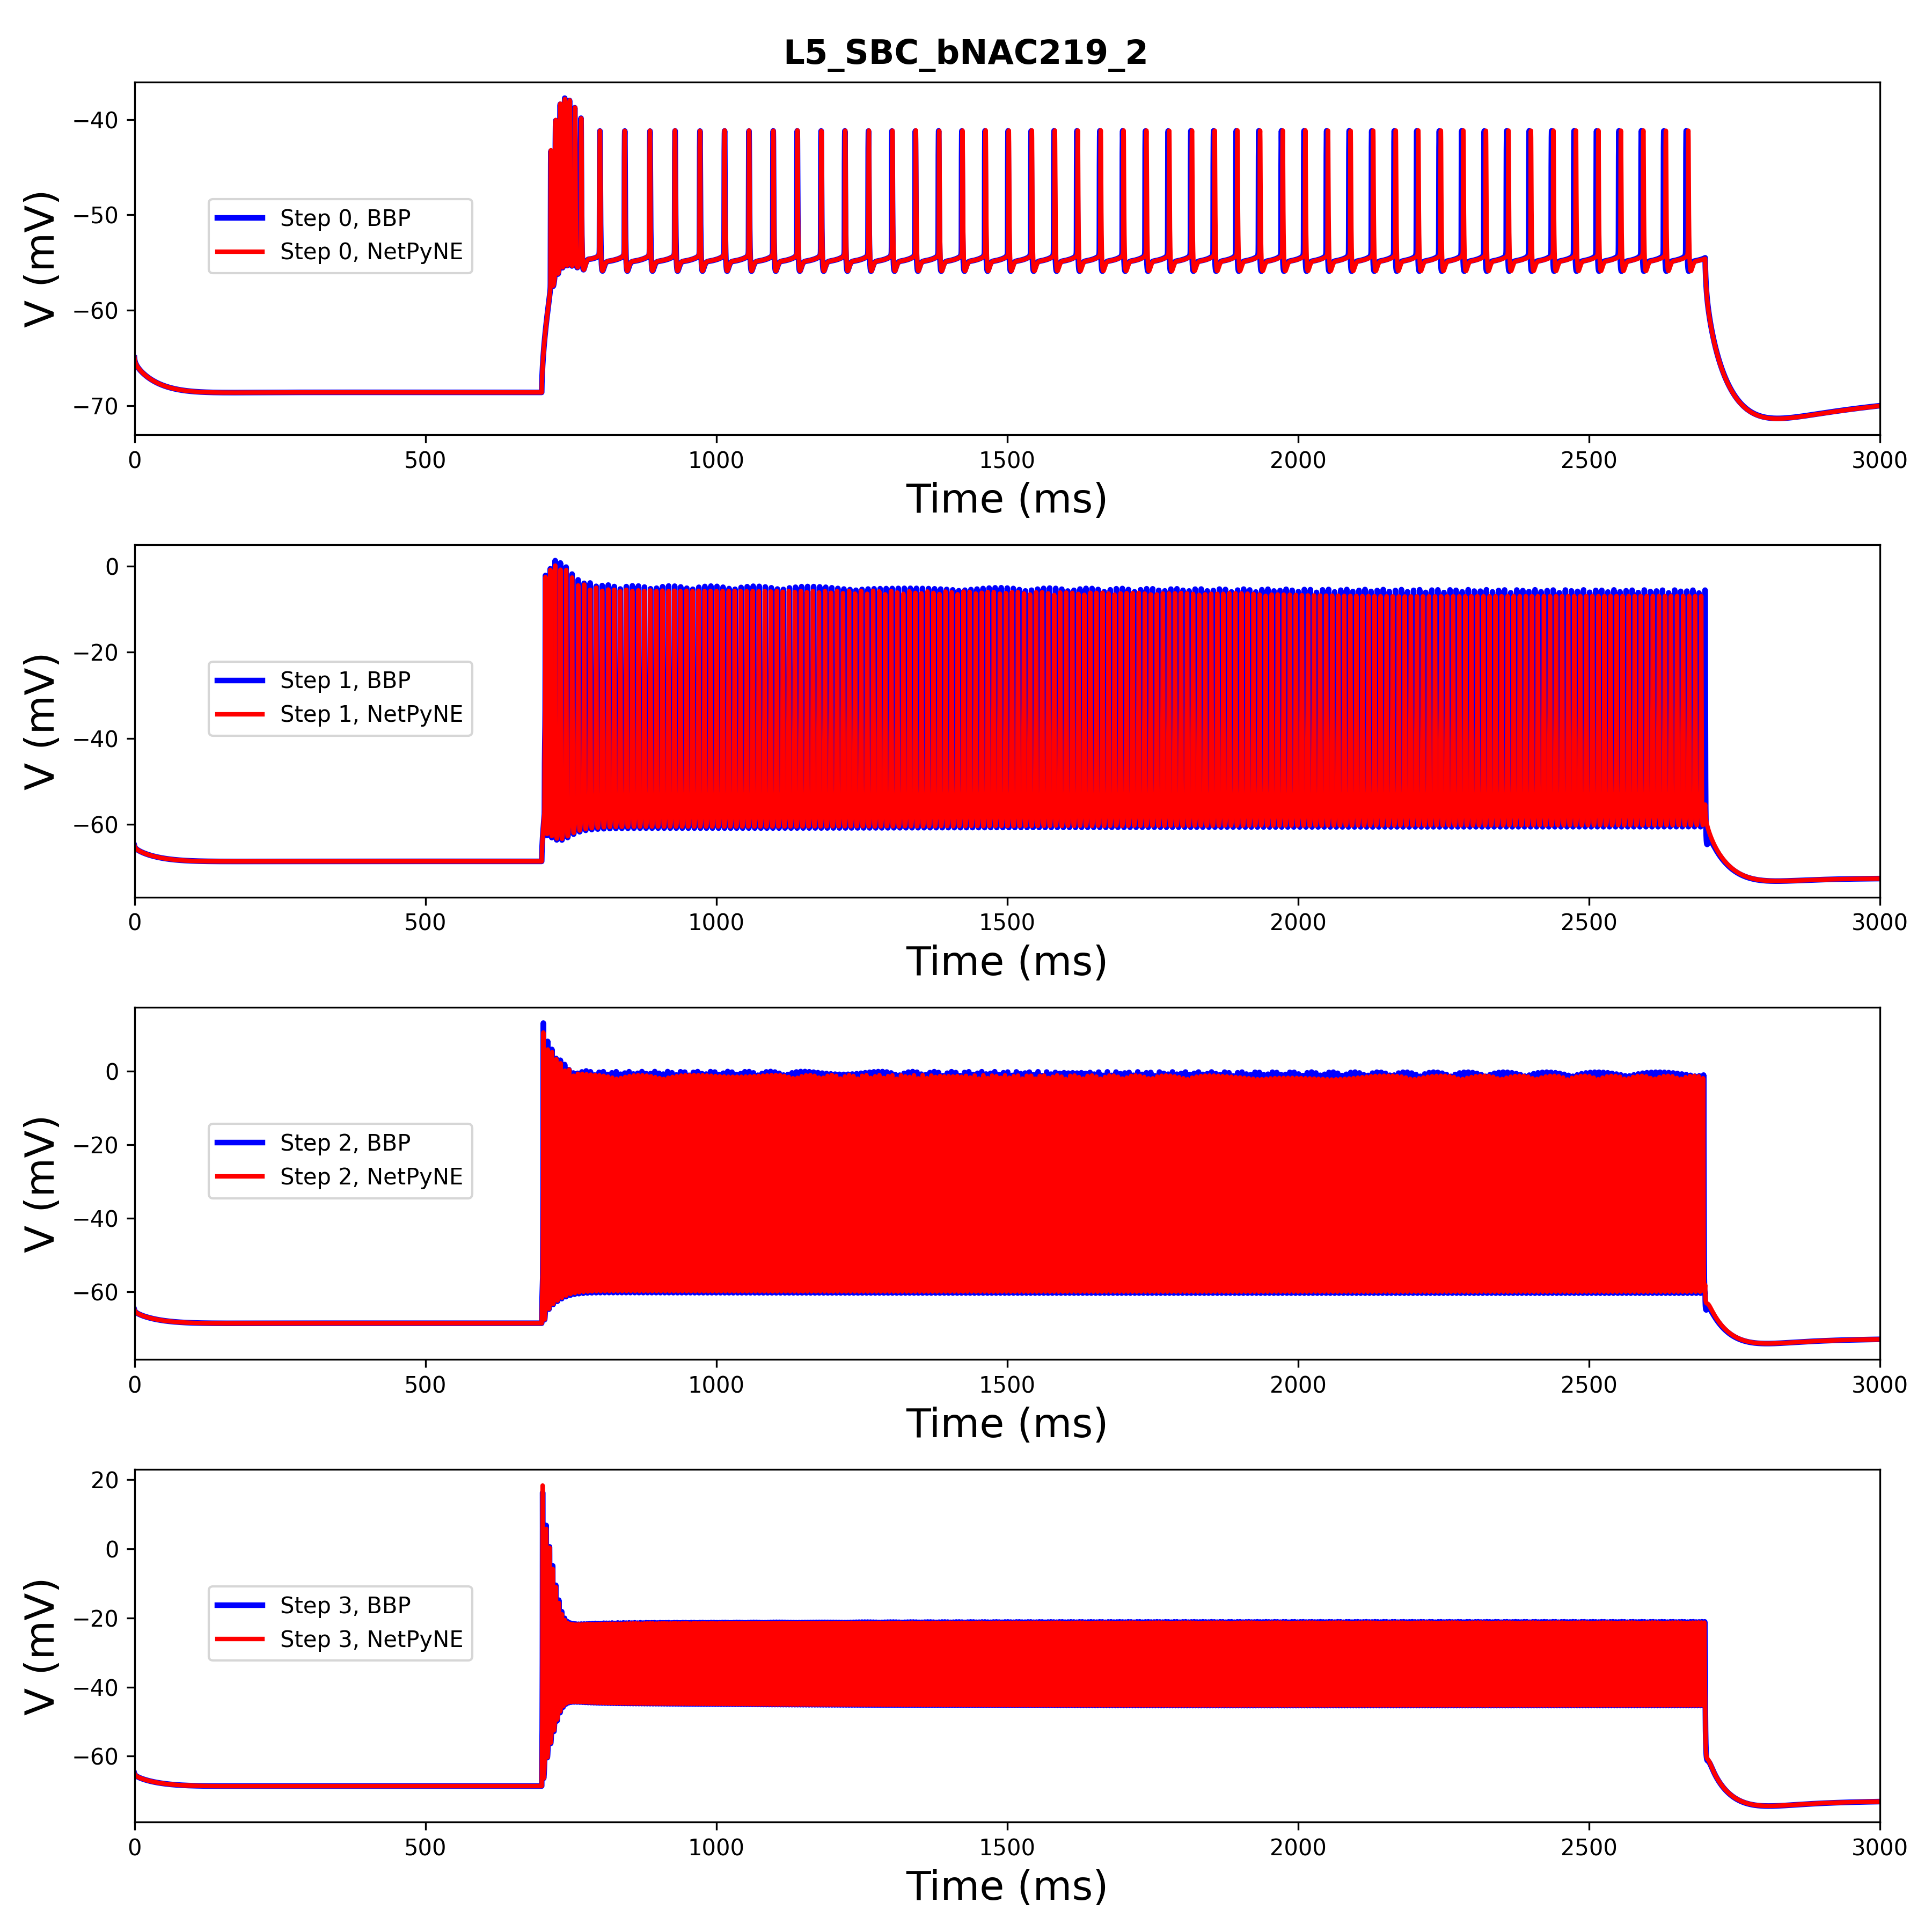 L5_SBC_bNAC219_2
−40
−50
−60
−70
V (mV)
Step 0, BBP
Step 0, NetPyNE
0 500 1000 1500 2000 2500 3000
Time (ms)
0
−20
−40
−60
V (mV)
Step 1, BBP
Step 1, NetPyNE
0 500 1000 1500 2000 2500 3000
Time (ms)
0
−20
−40
−60
V (mV)
Step 2, BBP
Step 2, NetPyNE
0 500 1000 1500 2000 2500 3000
Time (ms)
20
0
−20
−40
−60
V (mV)
Step 3, BBP
Step 3, NetPyNE
0 500 1000 1500 2000 2500 3000
Time (ms)